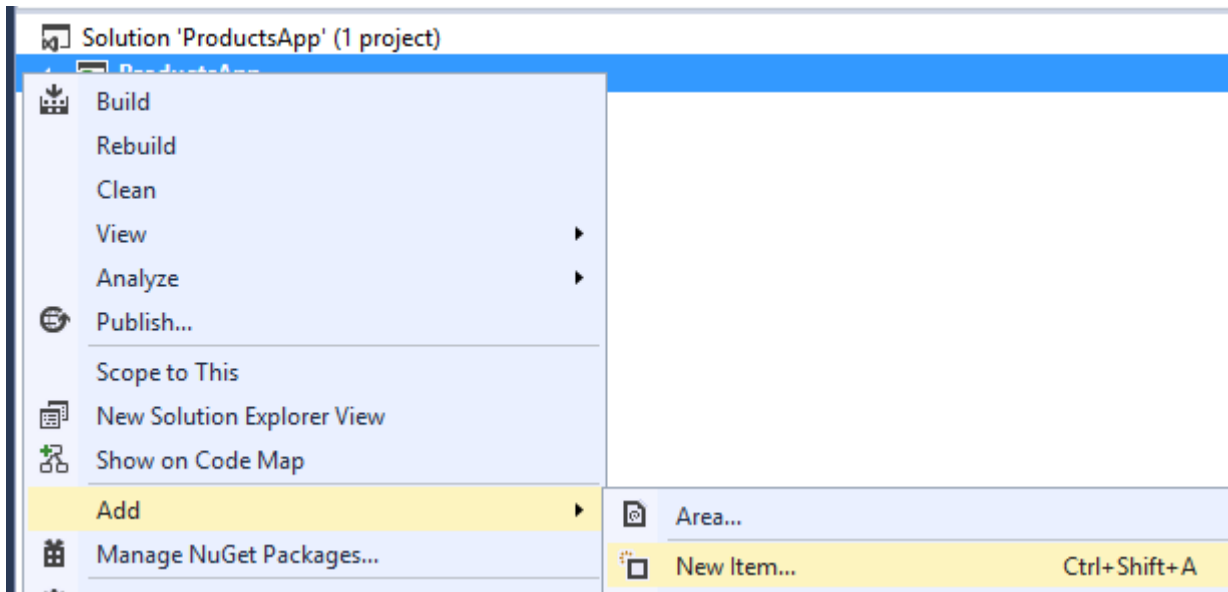 Solution 'ProductsApp' (1 project)
ProductsApp
Build
Rebuild
Clean
View
Analyze
Publish...
Scope to This
New Solution Explorer View
Show on Code Map
Add
Area...
Manage NuGet Packages...
New Item... Ctrl+Shift+A